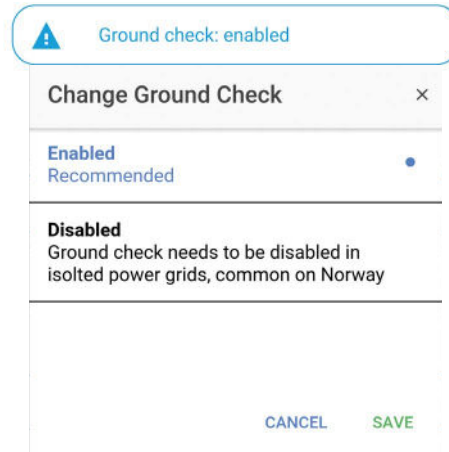 Ground check: enabled
Change Ground Check ×
Enabled
Recommended
Disabled
Ground check needs to be disabled in
isolted power grids, common on Norway
CANCEL SAVE